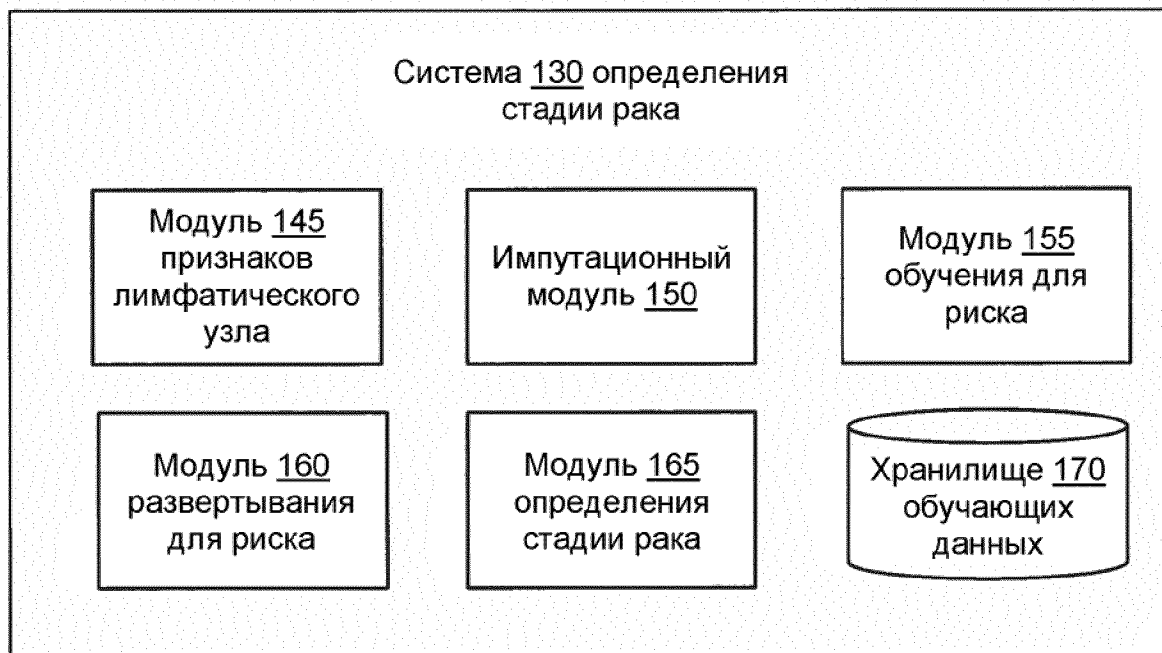 Система 130 определения
стадии рака
Модуль 145
признаков
лимфатического
узла
Импутационный
модуль 150
Модуль 155
обучения для
риска
Модуль 160
развертывания
для риска
Модуль 165
определения
стадии рака
Хранилище 170
обучающих
данных